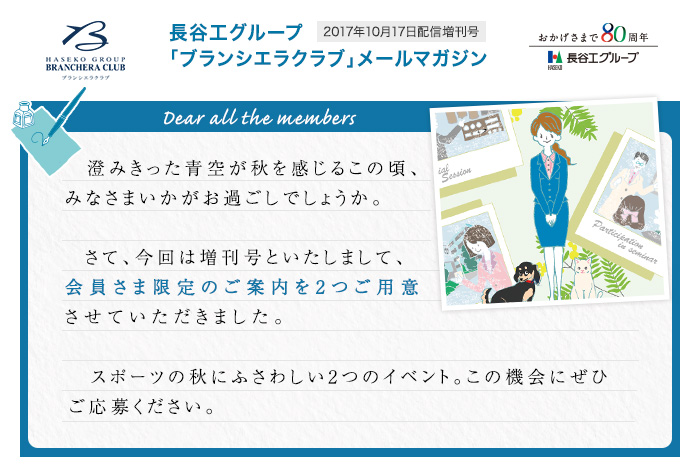 HASEKO GROUP
BRANCHERA CLUB
ブランシエラクラブ
長谷工グループ 2017年10月17日配信増刊号
「ブランシエラクラブ」メールマガジン
おかげさまで80周年
HASEKO 長谷工グループ
Dear all the members
澄みきった青空が秋を感じるこの頃、
みなさまいかがお過ごしでしょうか。
さて、今回は増刊号といたしまして、
会員さま限定のご案内を2つご用意
させていただきました。
スポーツの秋にふさわしい2つのイベント。この機会にぜひ
ご応募ください。
Session
Participation
in seminar